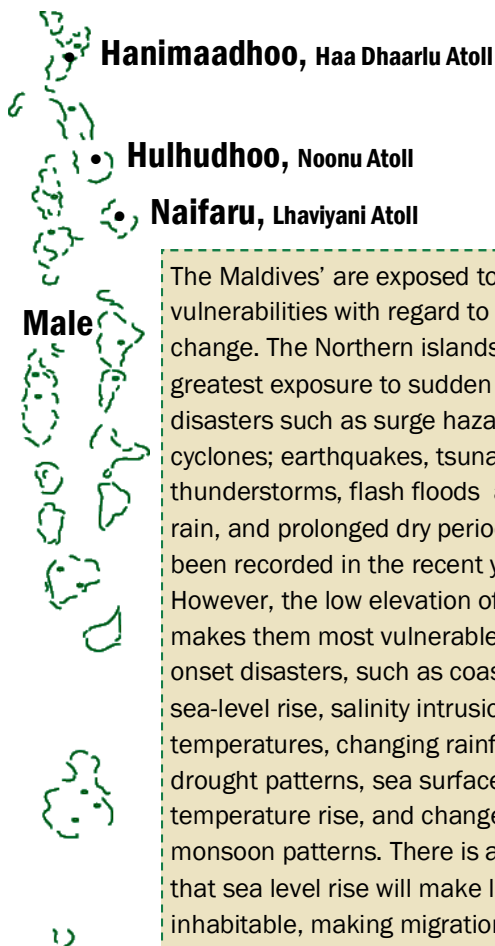 Hanimaadhoo, Haa Dhaarlu Atoll
Hulhudhoo, Noonu Atoll
Naifaru, Lhaviyani Atoll
Male
The Maldives' are exposed to
vulnerabilities with regard to
change. The Northern islands
greatest exposure to sudden
disasters such as surge haza
cyclones; earthquakes, tsuna
thunderstorms, flash floods a
rain, and prolonged dry perio
been recorded in the recent y
However, the low elevation of
makes them most vulnerable
onset disasters, such as coas
sea-level rise, salinity intrusio
temperatures, changing rainf
drought patterns, sea surface
temperature rise, and change
monsoon patterns. There is a
that sea level rise will make l
inhabitable, making migration